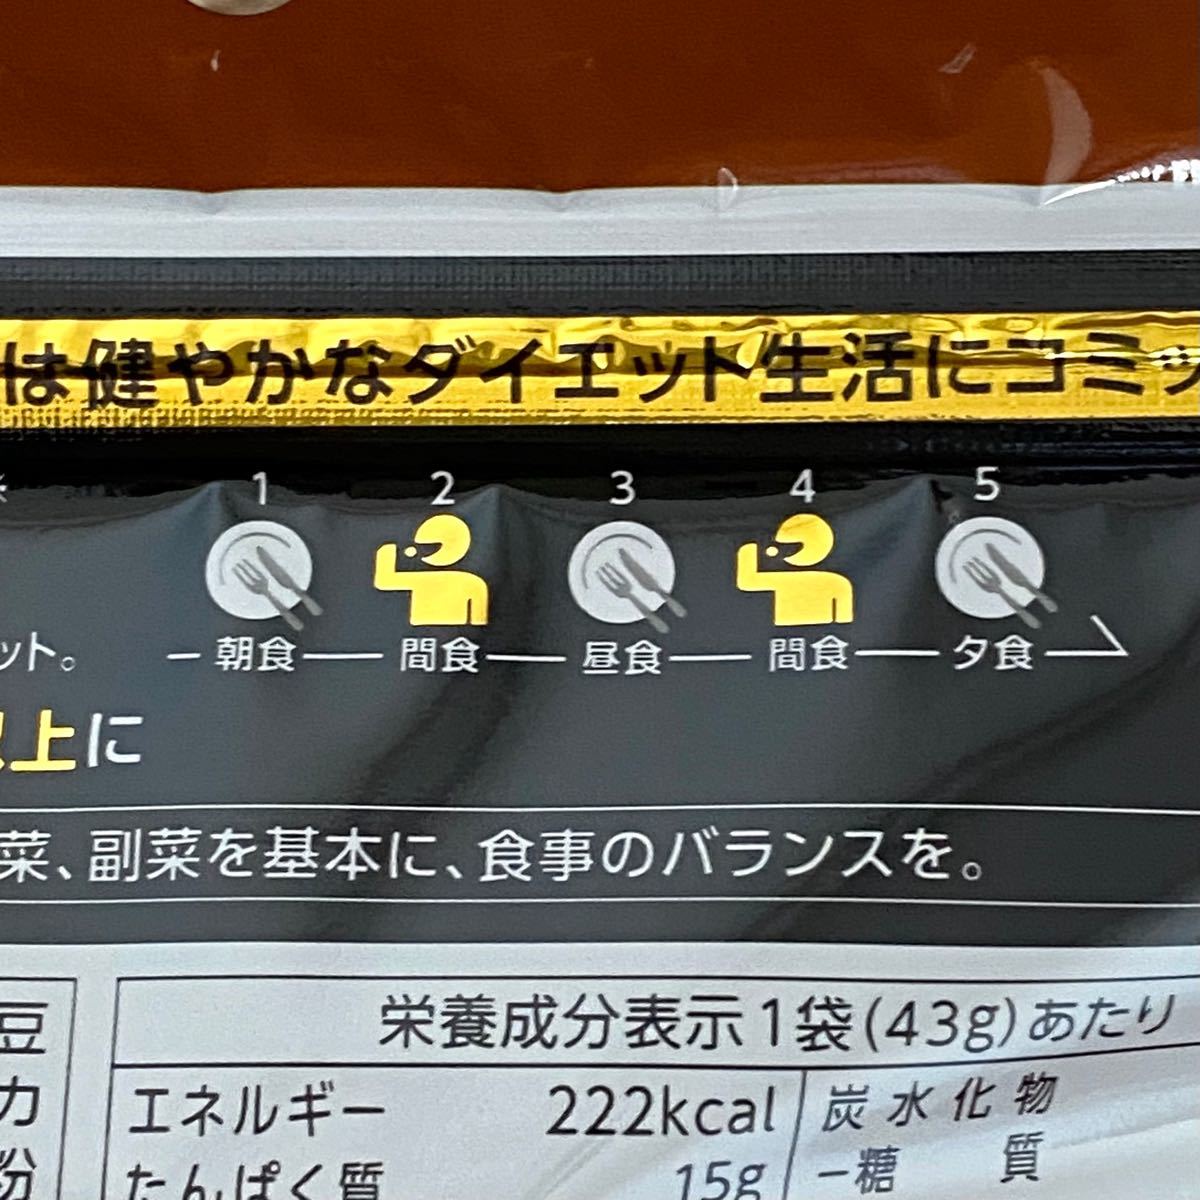 は健やかなダイエット生活にコミッ
1 2 3 4 5
ット。 朝食 間食 昼食 間食 夕食
以上に
菜、副菜を基本に、食事のバランスを。
栄養成分表示1袋(43g)あたり
豆
エネルギー 222kcal 炭水化物
力
たんぱく質 15g -糖質
粉